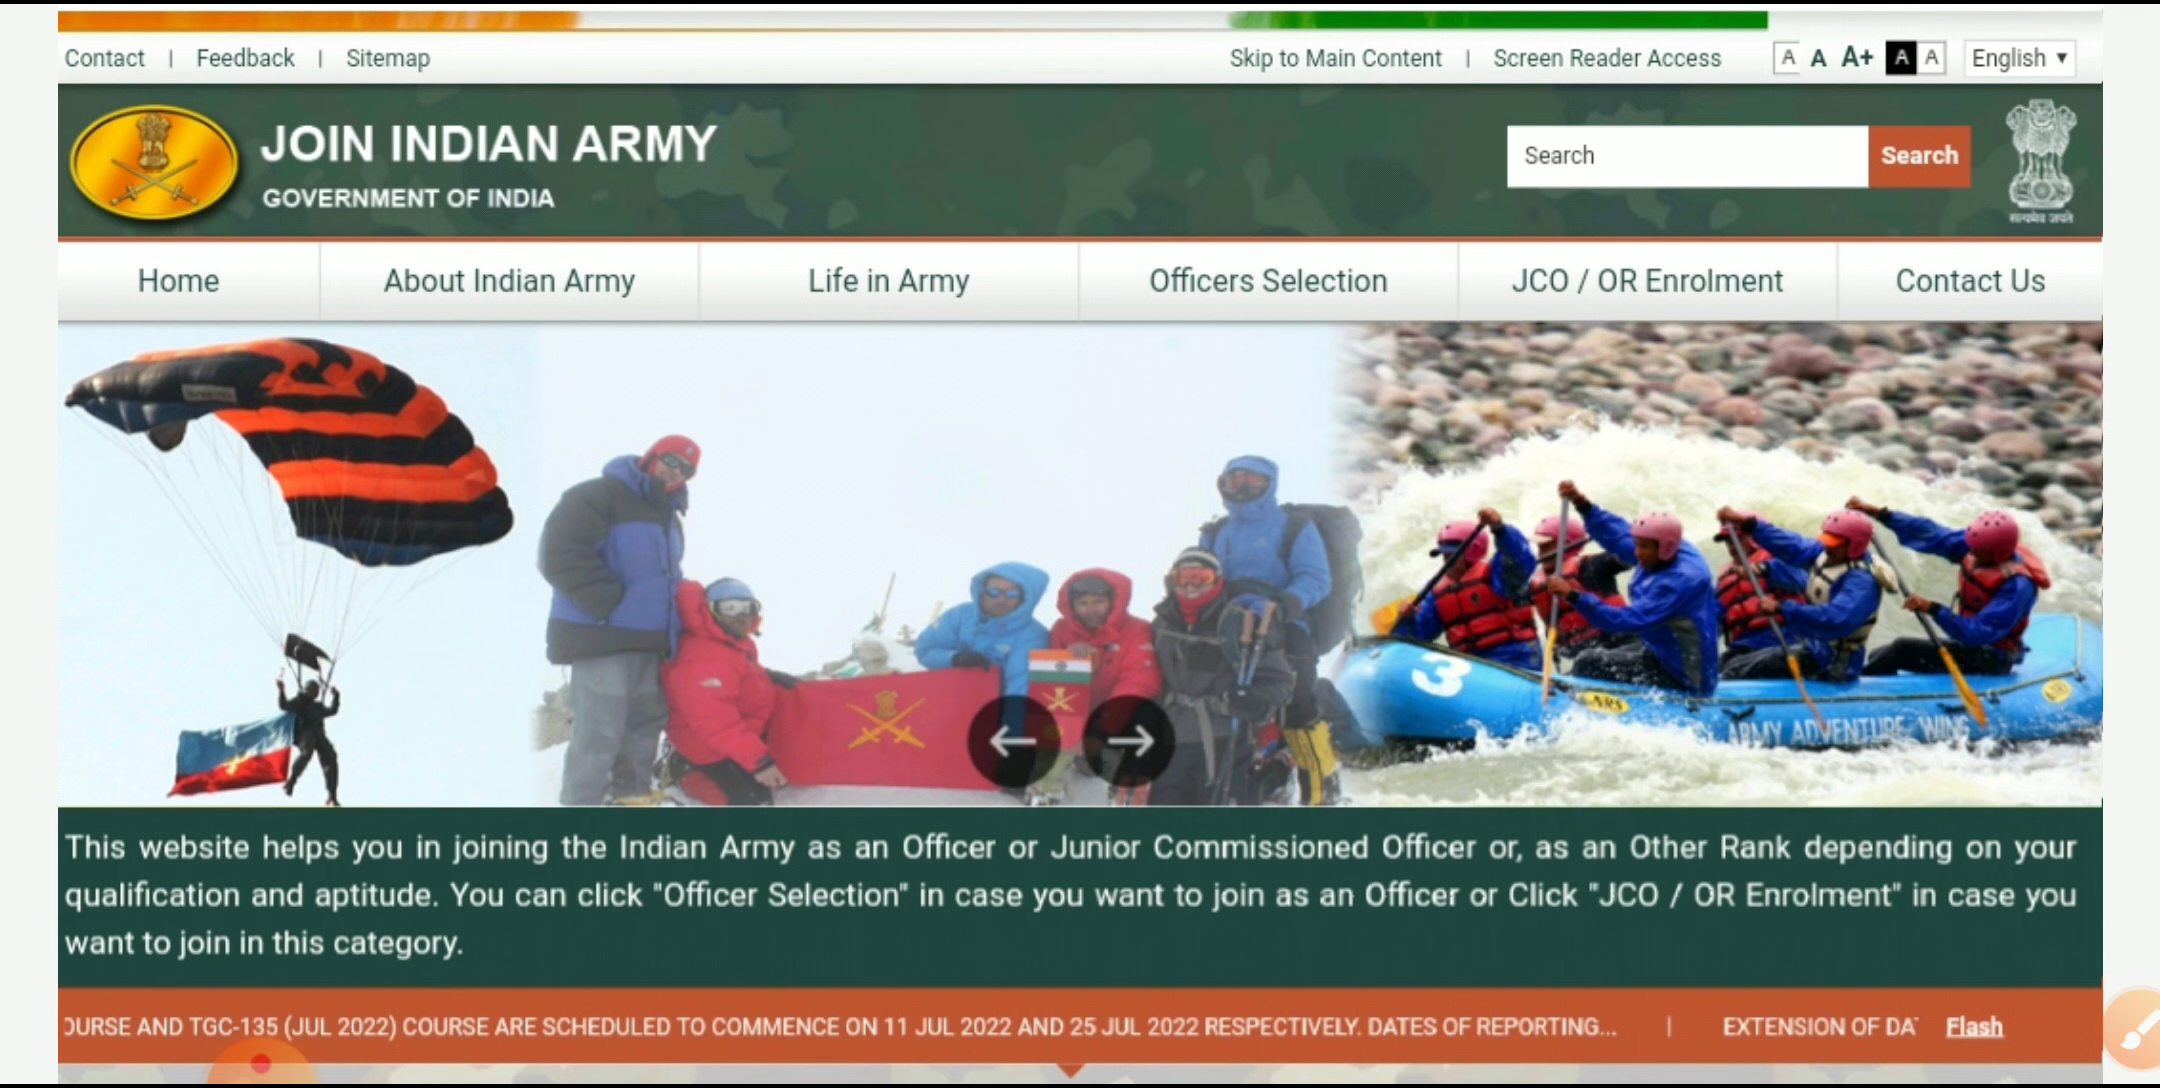 Contact | Feedback | Sitemap
Skip to Main Content | Screen Reader Access A A A+ A A English
JOIN INDIAN ARMY
GOVERNMENT OF INDIA
Search Search
सत्यमेव जयते
Home About Indian Army Life in Army Officers Selection JCO / OR Enrolment Contact Us
3
ARMY ADVENTURE WING
This website helps you in joining the Indian Army as an Officer or Junior Commissioned Officer or, as an Other Rank depending on your
qualification and aptitude. You can click "Officer Selection" in case you want to join as an Officer or Click "JCO / OR Enrolment" in case you
want to join in this category.
OURSE AND TGC-135 (JUL 2022) COURSE ARE SCHEDULED TO COMMENCE ON 11 JUL 2022 AND 25 JUL 2022 RESPECTIVELY. DATES OF REPORTING... | EXTENSION OF DAT Flash